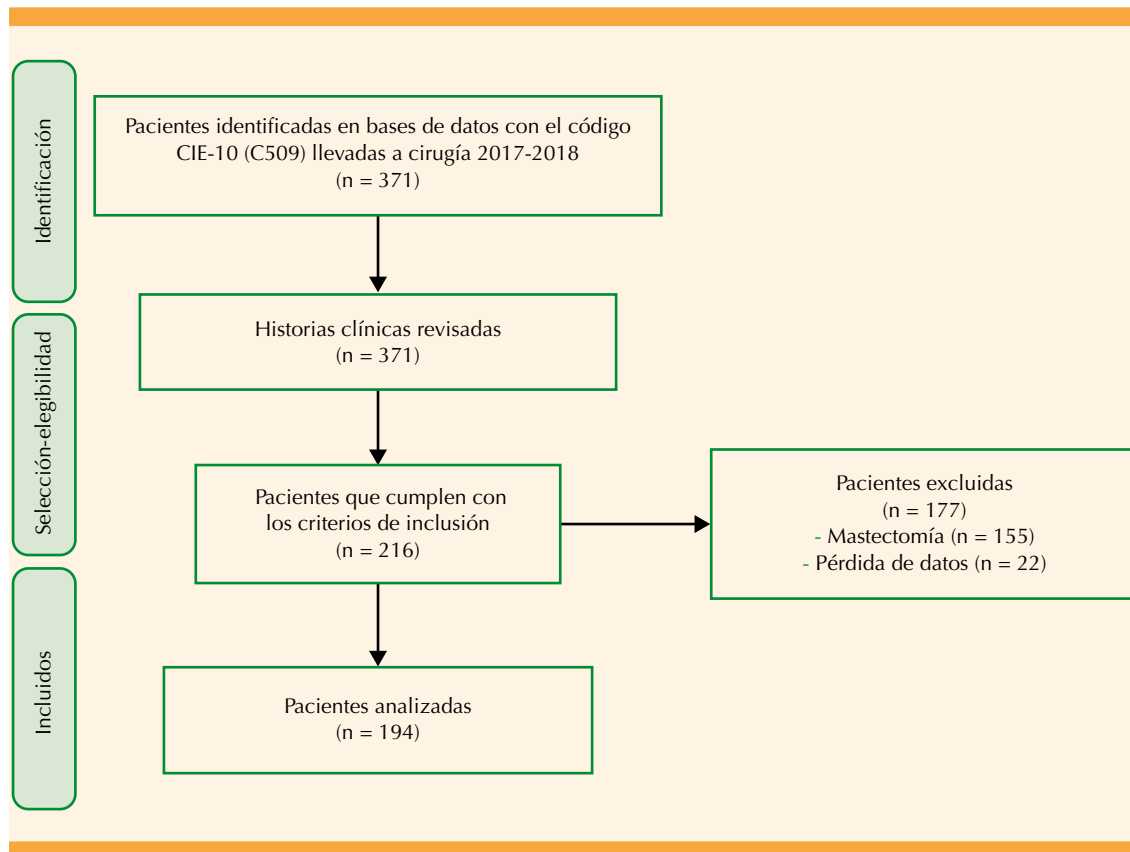 Identificación
Pacientes identificadas en bases de datos con el código
CIE-10 (C509) llevadas a cirugía 2017-2018
(n = 371)
Selección-elegibilidad
Historias clínicas revisadas
(n = 371)
Pacientes que cumplen con
los criterios de inclusión
(n = 216)
Pacientes excluidas
(n = 177)
- Mastectomía (n = 155)
- Pérdida de datos (n = 22)
Incluidos
Pacientes analizadas
(n = 194)